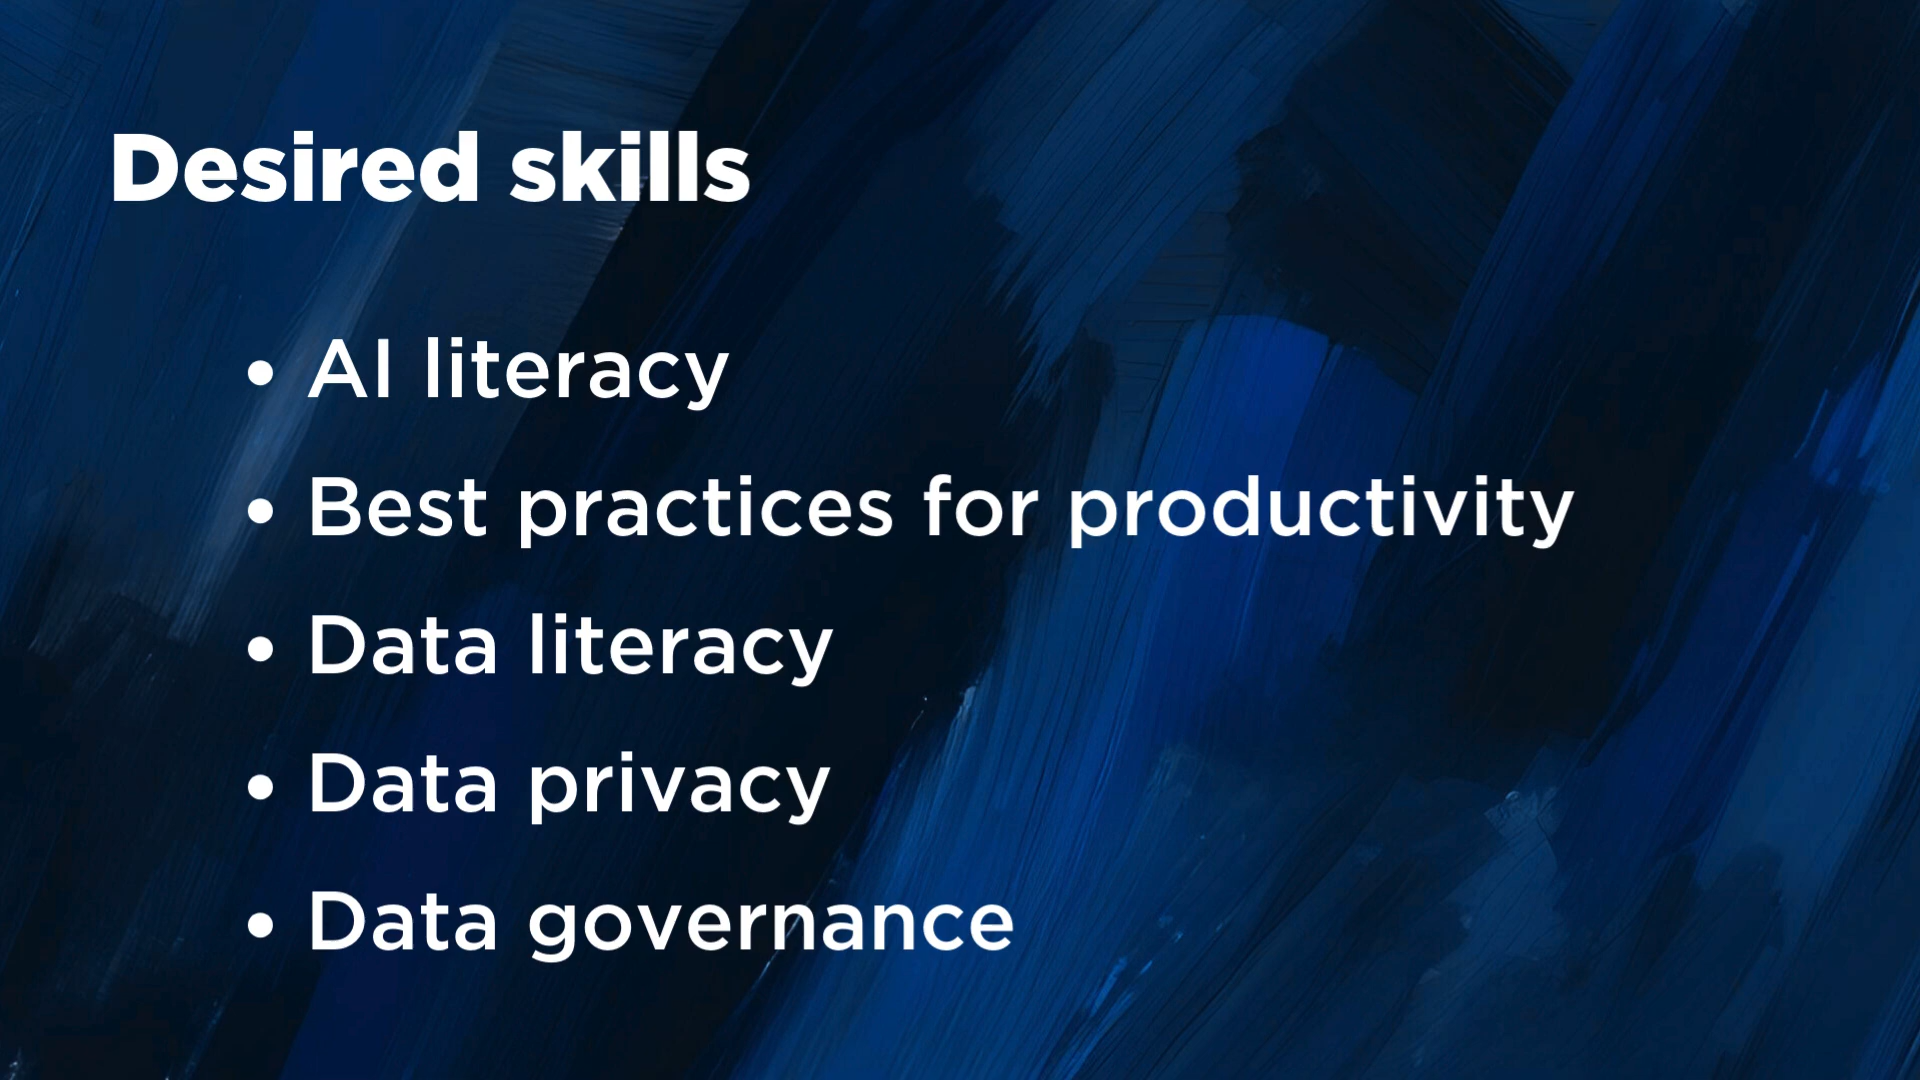 Desired skills
• AI literacy
• Best practices for productivity
• Data literacy
• Data privacy
• Data governance